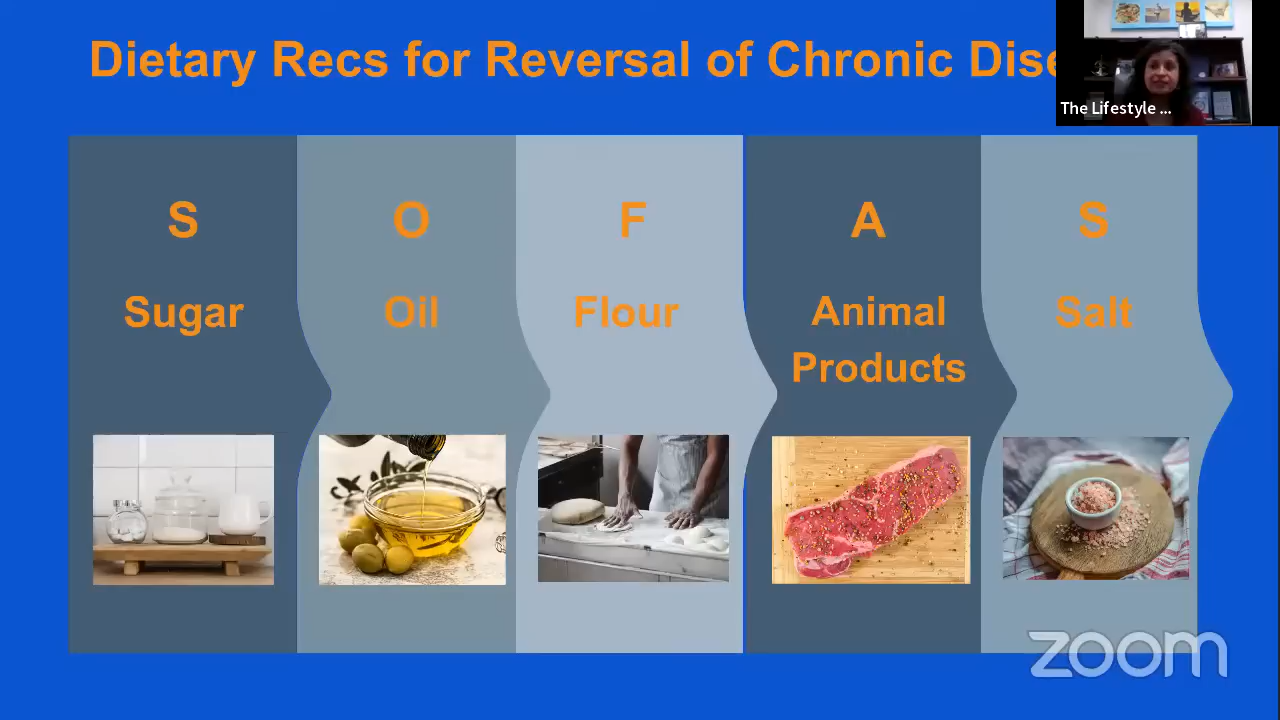 Dietary Recs for Reversal of Chronic Dise
The Lifestyle ...
S
Sugar
O
Oil
F
Flour
A
Animal
Products
S
Salt
zoom